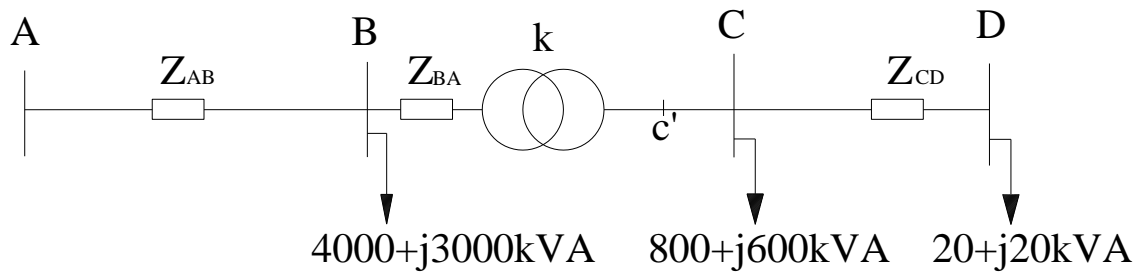 A B k C D
Z_AB Z_BA Z_CD
c'
4000+j3000kVA 800+j600kVA 20+j20kVA